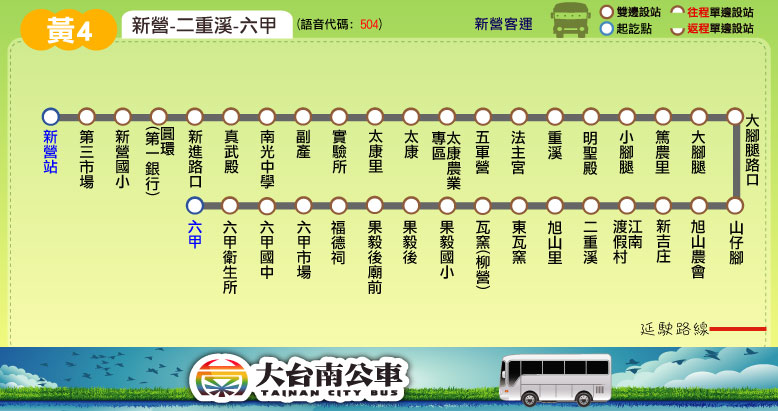 黃4
新營-二重溪-六甲
(語音代碼: 504)
新營客運
雙邊設站
起訖點
往程單邊設站
返程單邊設站
新營站
第三市場
新營國小
圓環
(第一銀行)
新進路口
真武殿
南光中學
副產
實驗所
太康里
太康
太康農業
專區
五軍營
法主宮
重溪
明聖殿
小腳腿
篤農里
大腳腿
大腳腿路口
山仔腳
旭山農會
新吉庄
江南
渡假村
二重溪
旭山里
東瓦窯
瓦窯(柳營)
果毅國小
果毅後
果毅後廟前
福德祠
六甲市場
六甲國中
六甲衛生所
六甲
延駛路線
大台南公車
TAINAN CITY BUS